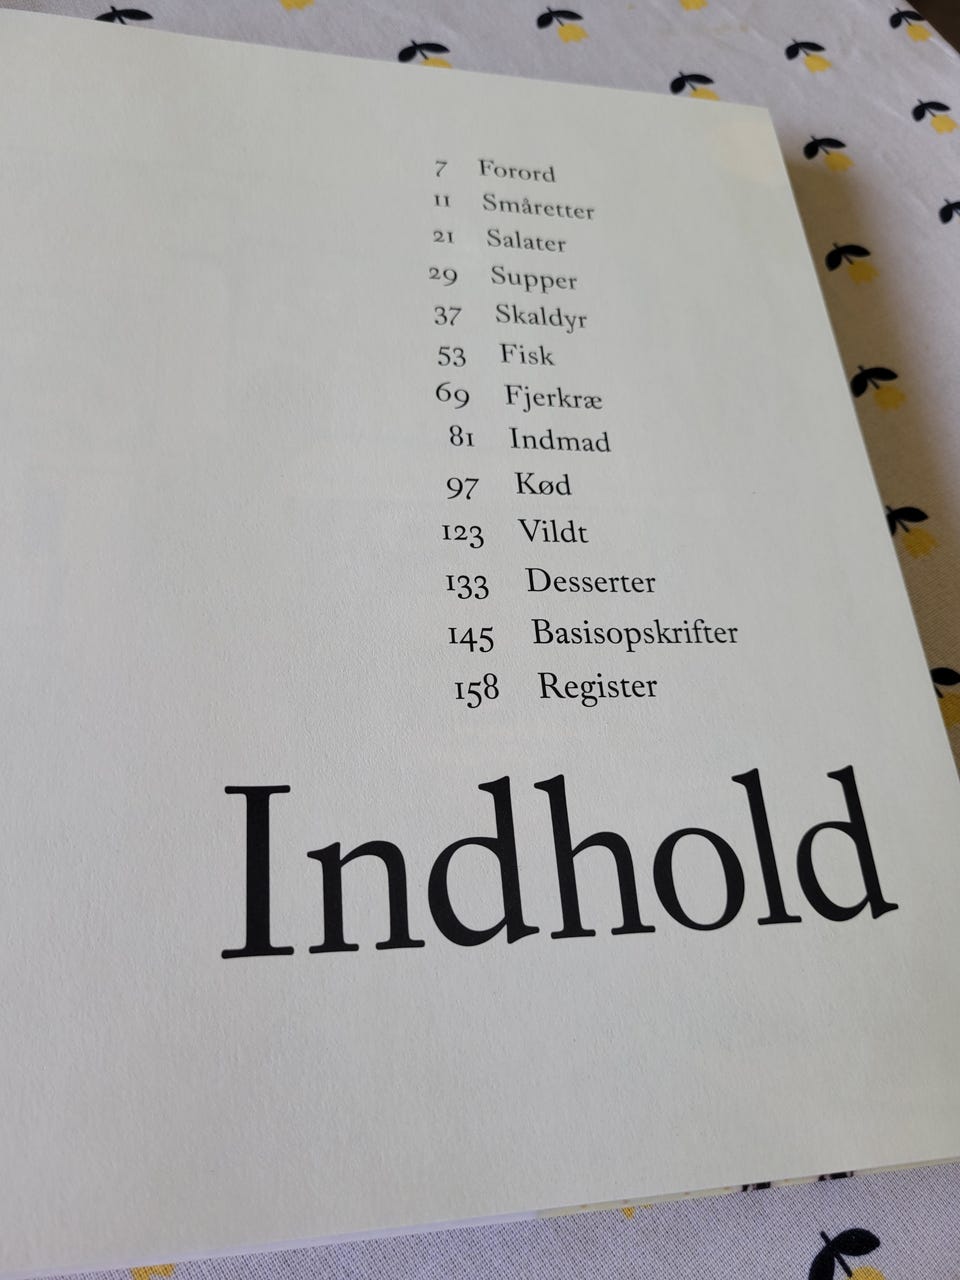 7 Forord
11 Småretter
21 Salater
29 Supper
37 Skaldyr
53 Fisk
69 Fjerkræ
81 Indmad
97 Kød
123 Vildt
133 Desserter
145 Basisopskrifter
158 Register
Indhold